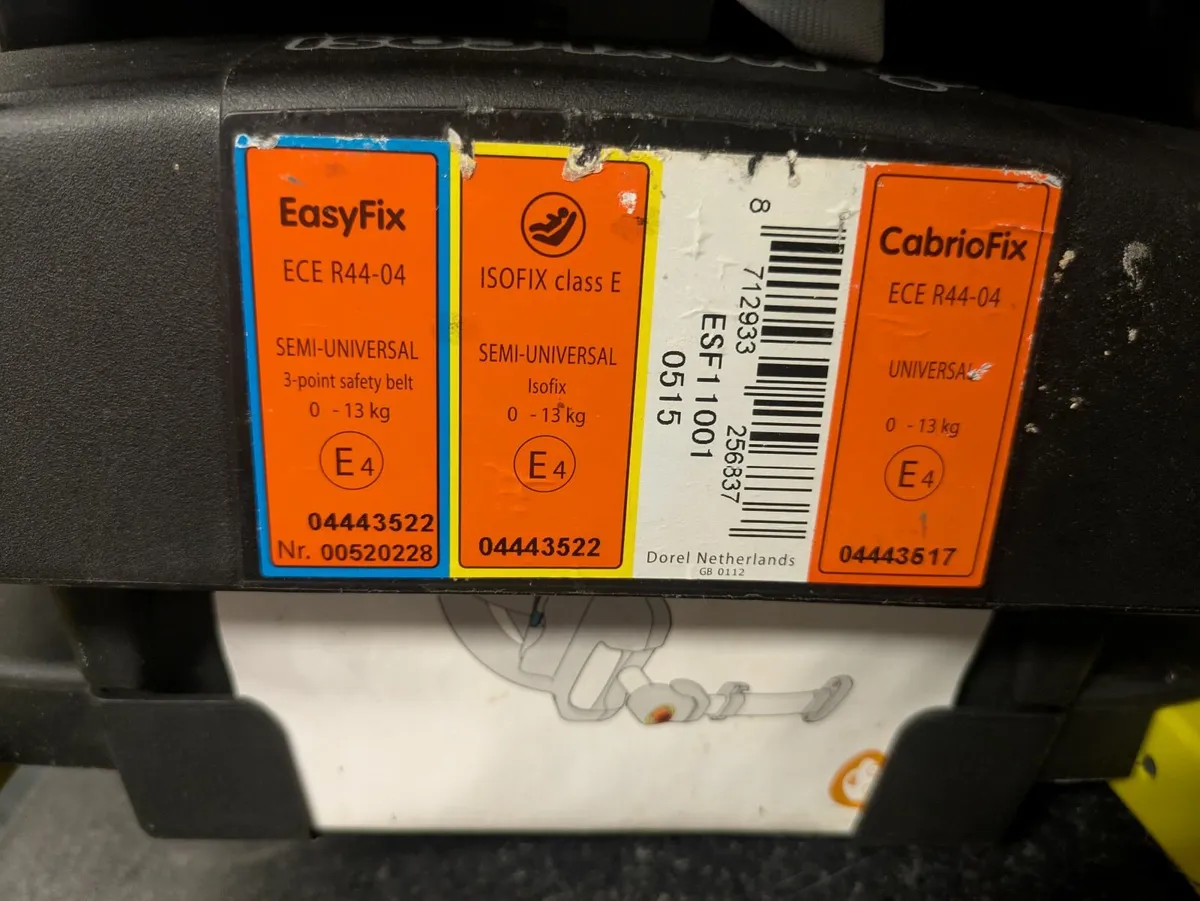 EasyFix
ECE R44-04
SEMI-UNIVERSAL
3-point safety belt
0 - 13 kg
E4
04443522
Nr. 00520228
ISOFIX class E
SEMI-UNIVERSAL
Isofix
0 - 13 kg
E4
04443522
8 712933 256837
ESF11001
0515
Dorel Netherlands
GB 0112
CabrioFix
ECE R44-04
UNIVERSAL
0 - 13 kg
E4
04443517